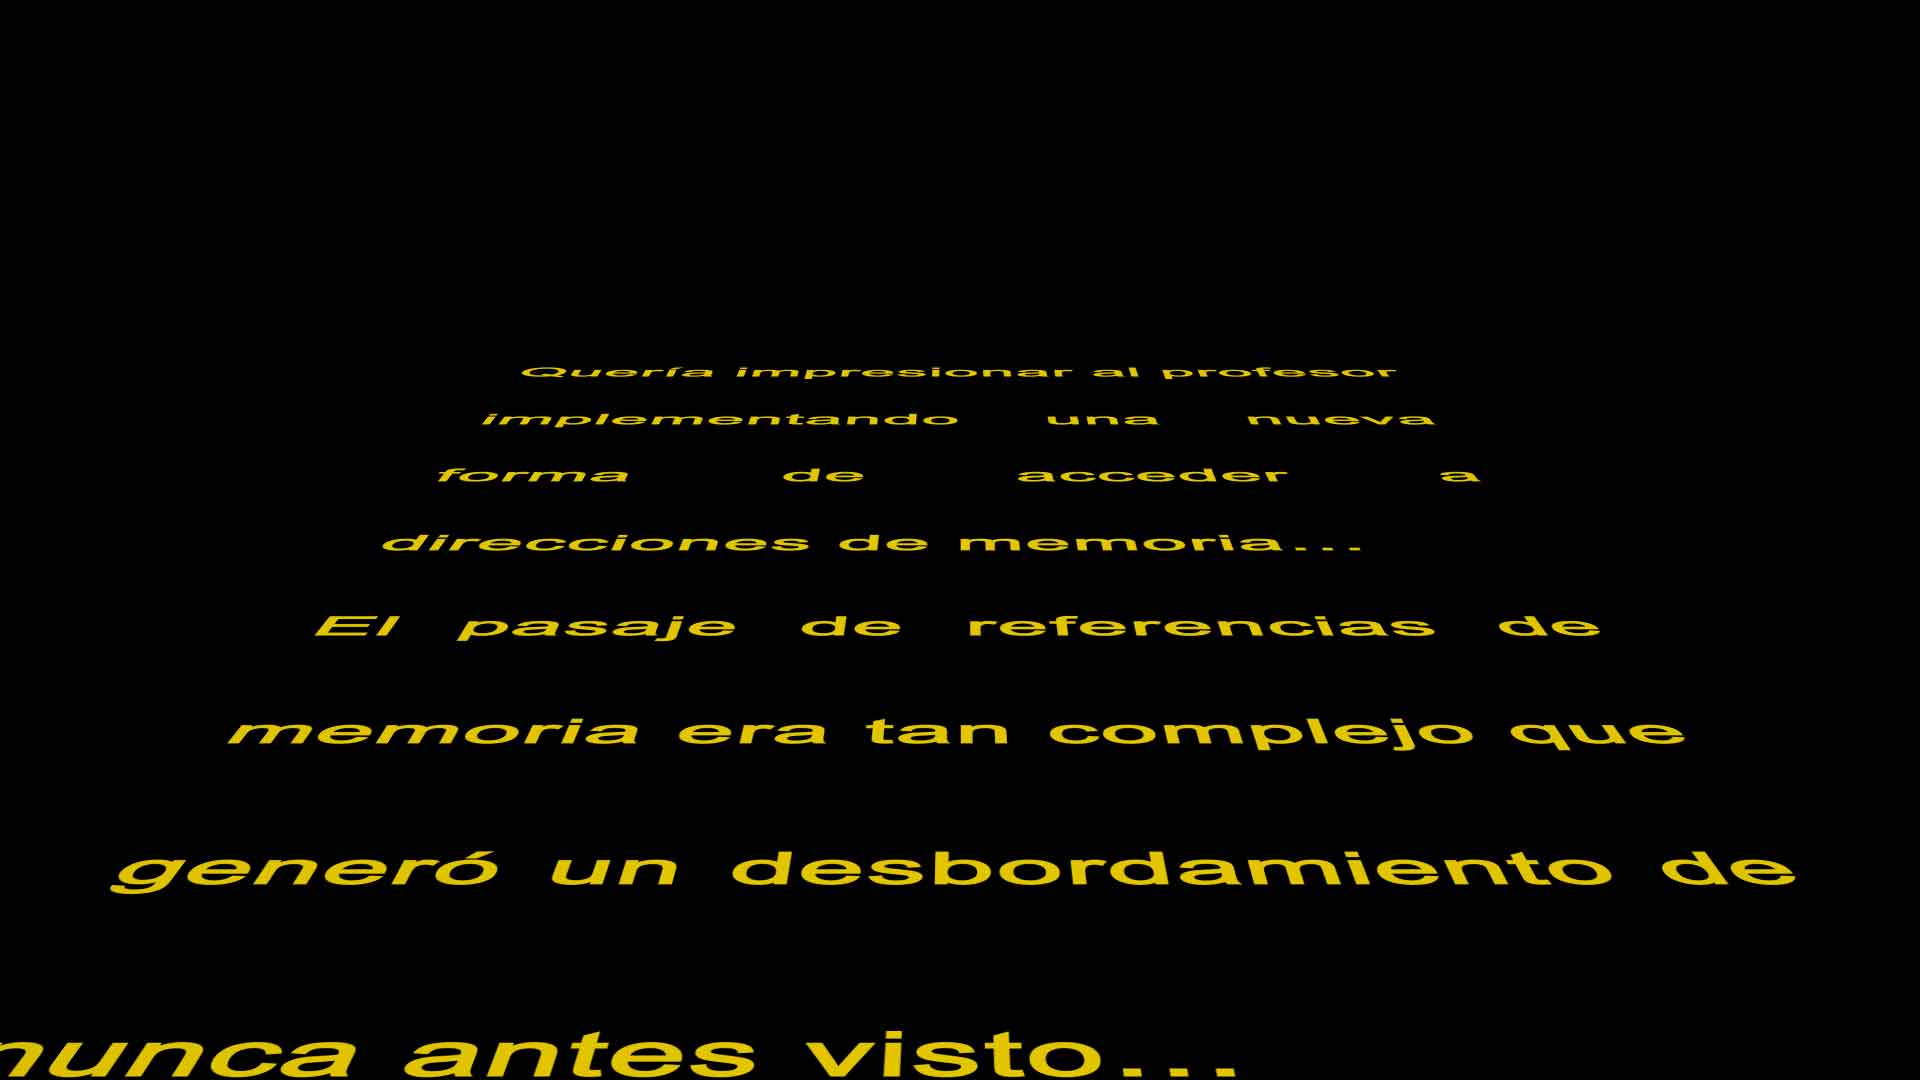 Quería impresionar al profesor
implementando una nueva
forma de acceder a
direcciones de memoria...
El pasaje de referencias de
memoria era tan complejo que
generó un desbordamiento de
nunca antes visto...